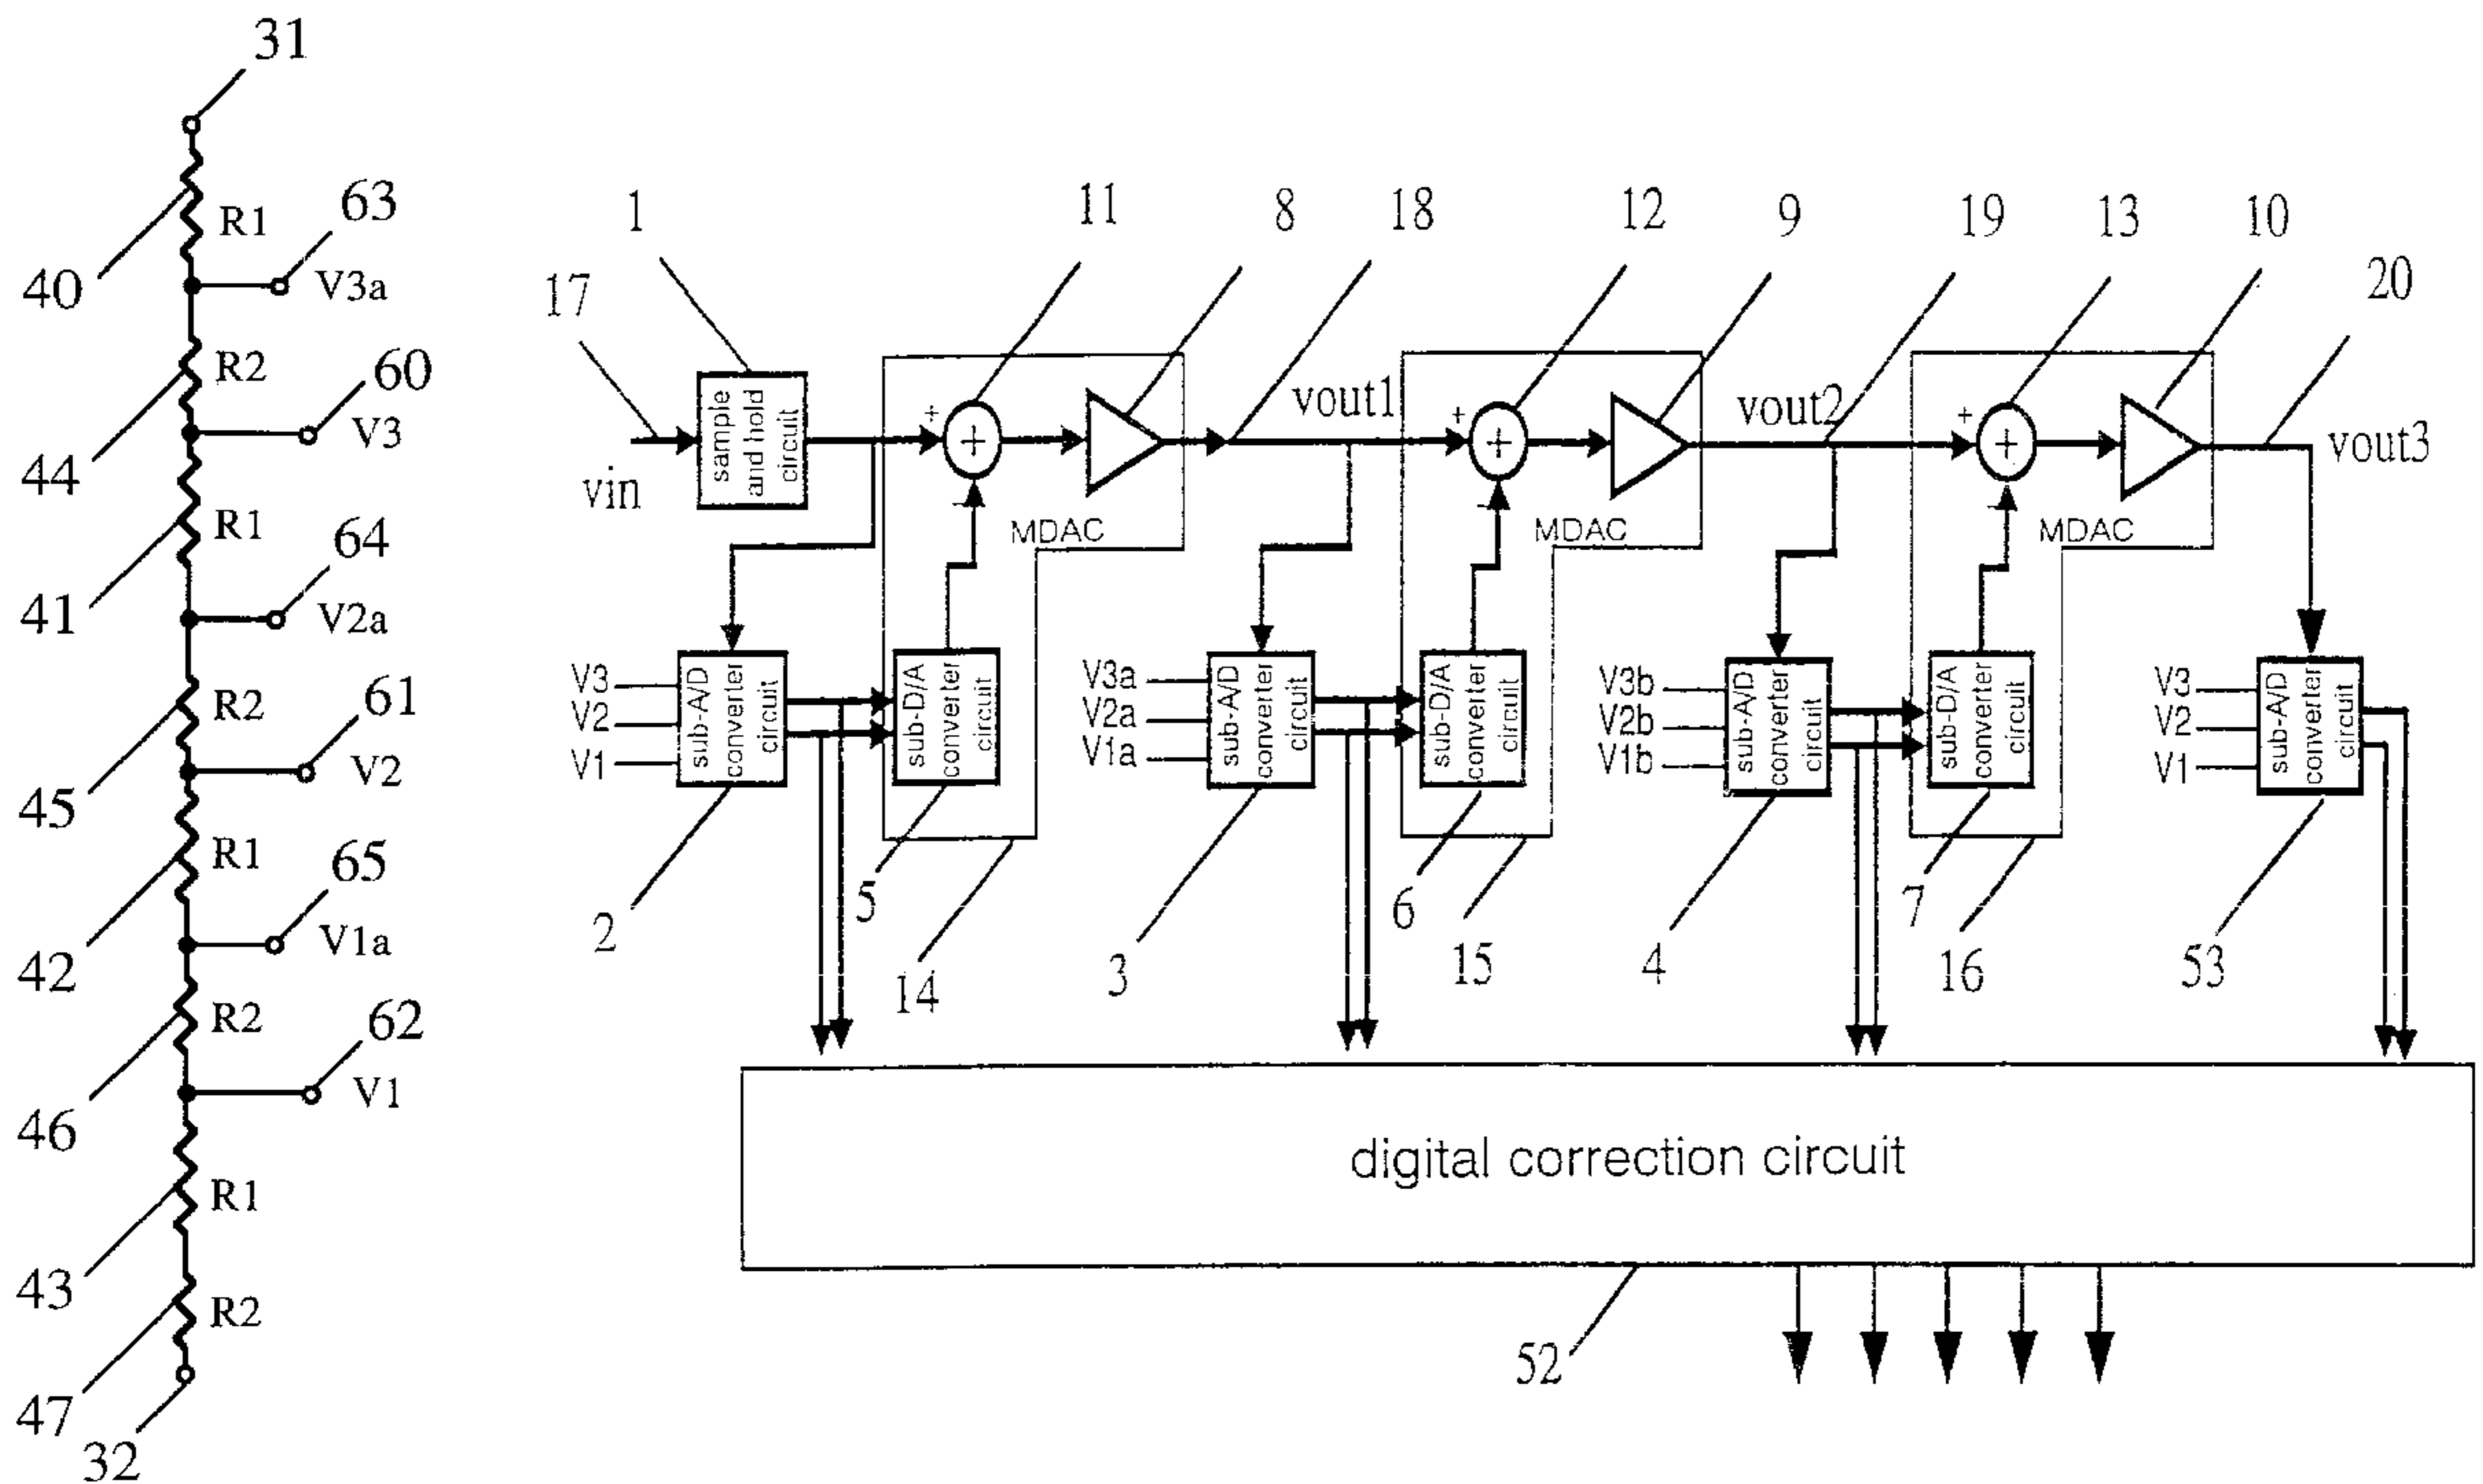 31
R1
63
40
V3a
R2
60
44
V3
R1
64
41
V2a
R2
61
45
V2
R1
65
42
V1a
R2
62
46
V1
R1
43
R2
47
32
1
11
8
18
12
9
19
13
10
17
20
vin
sample
and hold
circuit
+
+
-
MDAC
vout1
+
+
-
MDAC
vout2
+
+
-
MDAC
vout3
V3
V2
V1
sub-A/D
converter
circuit
sub-D/A
converter
circuit
V3a
V2a
V1a
sub-A/D
converter
circuit
sub-D/A
converter
circuit
V3b
V2b
V1b
sub-A/D
converter
circuit
sub-D/A
converter
circuit
V3
V2
V1
sub-A/D
converter
circuit
2
5
14
3
6
15
4
7
16
53
digital correction circuit
52